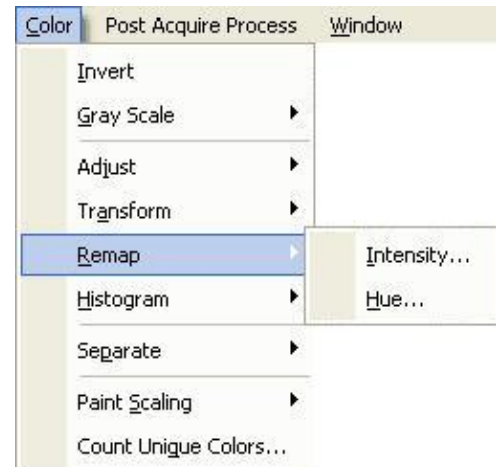 Color Post Acquire Process Window
Invert
Gray Scale
Adjust
Transform
Remap
Intensity...
Histogram
Hue...
Separate
Paint Scaling
Count Unique Colors...